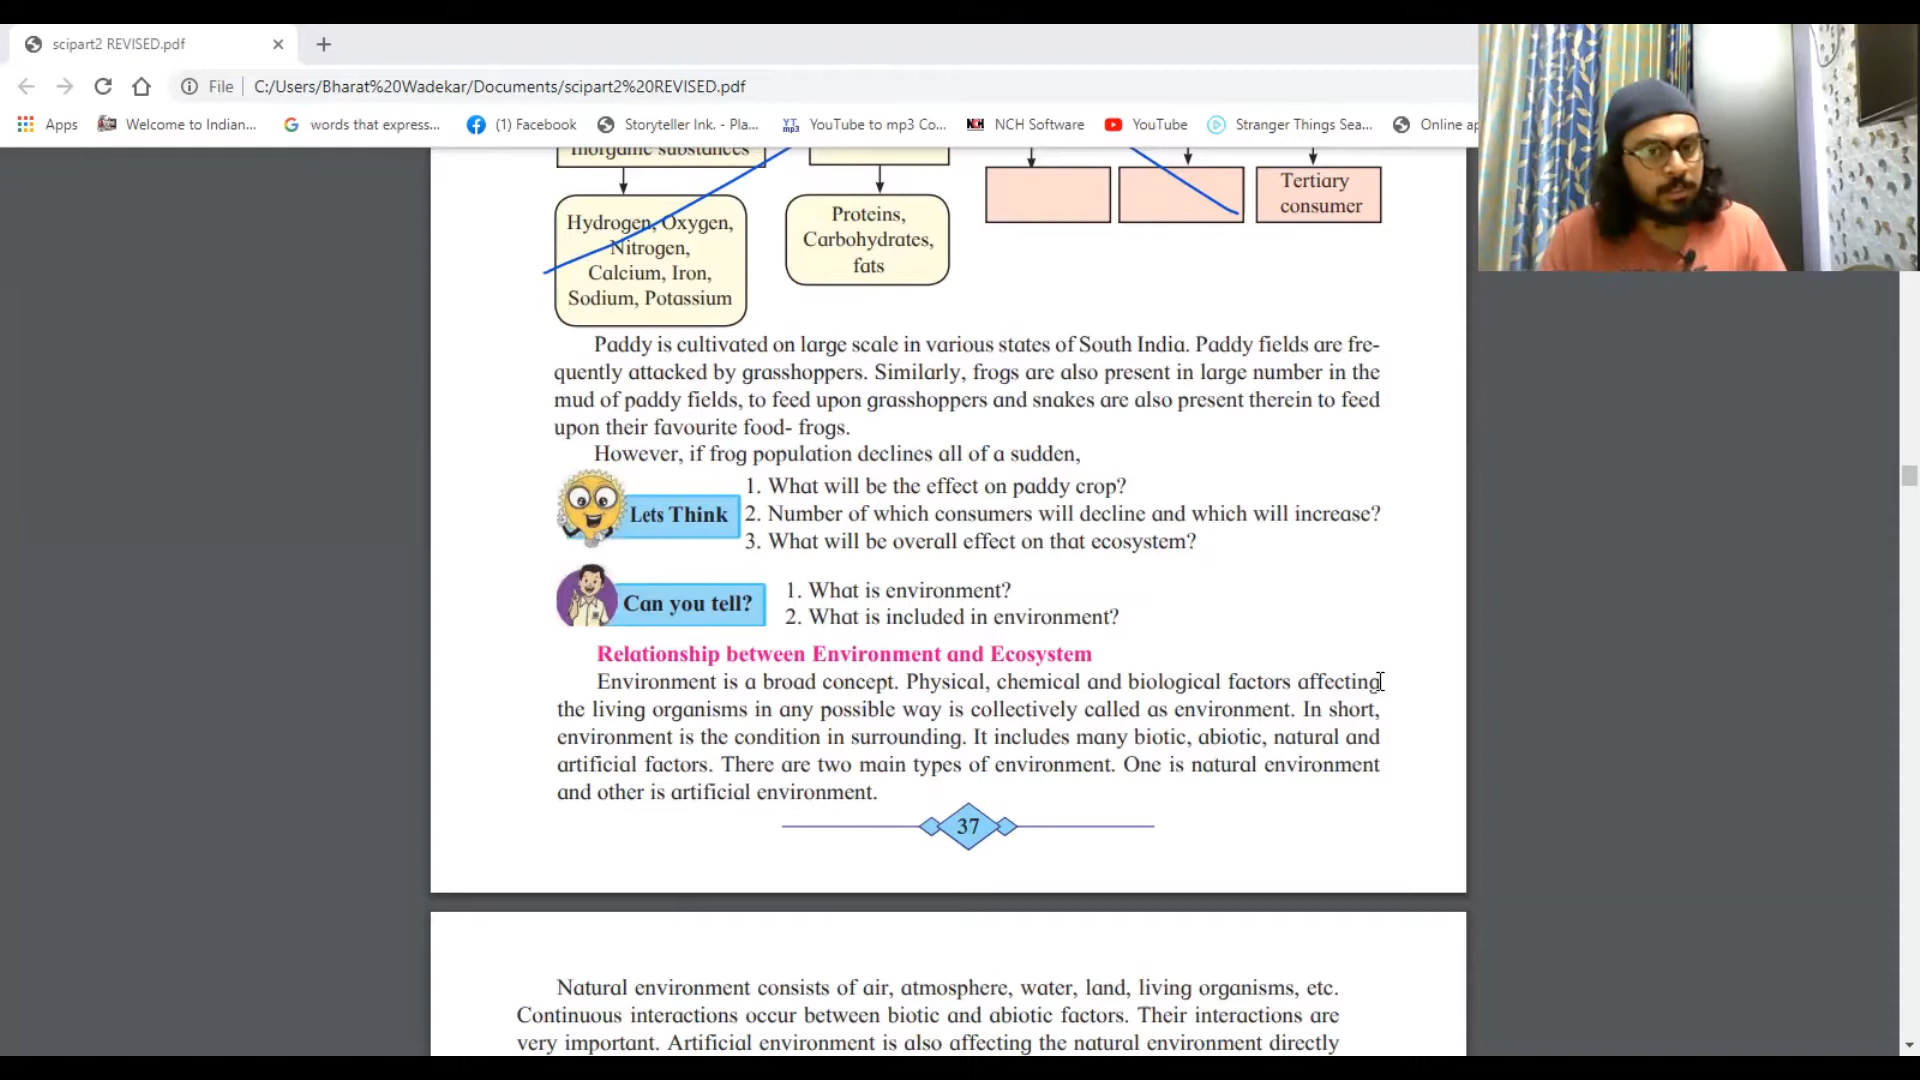 scipart2 REVISED.pdf
File C:/Users/Bharat%20Wadekar/Documents/scipart2%20REVISED.pdf
Apps Welcome to Indian... words that express... (1) Facebook Storyteller Ink. - Pla... YouTube to mp3 Co... NCH Software YouTube Stranger Things Sea... Online ap
Inorganic substances
Hydrogen, Oxygen,
Nitrogen,
Calcium, Iron,
Sodium, Potassium
Proteins,
Carbohydrates,
fats
Tertiary
consumer
Paddy is cultivated on large scale in various states of South India. Paddy fields are fre-
quently attacked by grasshoppers. Similarly, frogs are also present in large number in the
mud of paddy fields, to feed upon grasshoppers and snakes are also present therein to feed
upon their favourite food- frogs.
However, if frog population declines all of a sudden,
Lets Think
1. What will be the effect on paddy crop?
2. Number of which consumers will decline and which will increase?
3. What will be overall effect on that ecosystem?
Can you tell?
1. What is environment?
2. What is included in environment?
Relationship between Environment and Ecosystem
Environment is a broad concept. Physical, chemical and biological factors affecting
the living organisms in any possible way is collectively called as environment. In short,
environment is the condition in surrounding. It includes many biotic, abiotic, natural and
artificial factors. There are two main types of environment. One is natural environment
and other is artificial environment.
37
Natural environment consists of air, atmosphere, water, land, living organisms, etc.
Continuous interactions occur between biotic and abiotic factors. Their interactions are
very important. Artificial environment is also affecting the natural environment directly